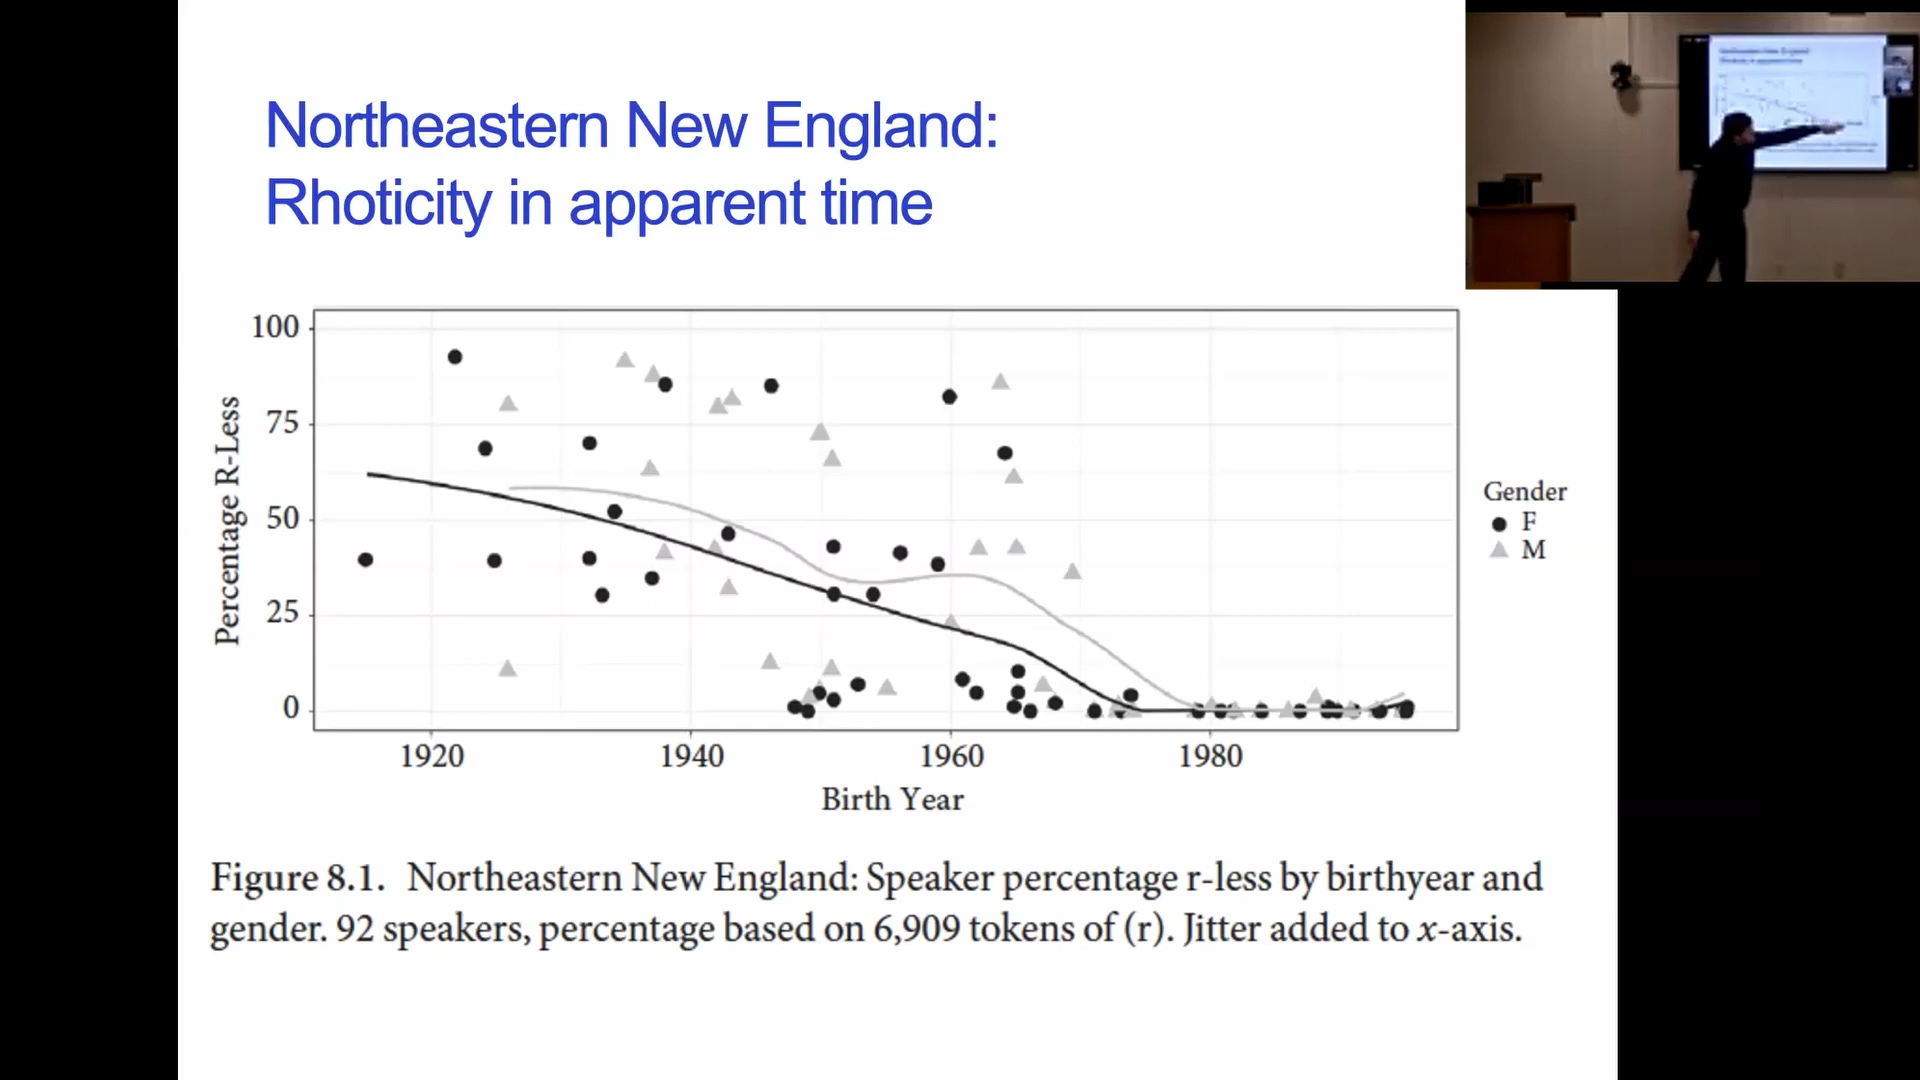 Northeastern New England:
Rhoticity in apparent time
100
75
50
25
0
Percentage R-Less
1920
1940
1960
1980
Birth Year
Gender
F
M
Figure 8.1. Northeastern New England: Speaker percentage r-less by birthyear and
gender. 92 speakers, percentage based on 6,909 tokens of (r). Jitter added to x-axis.